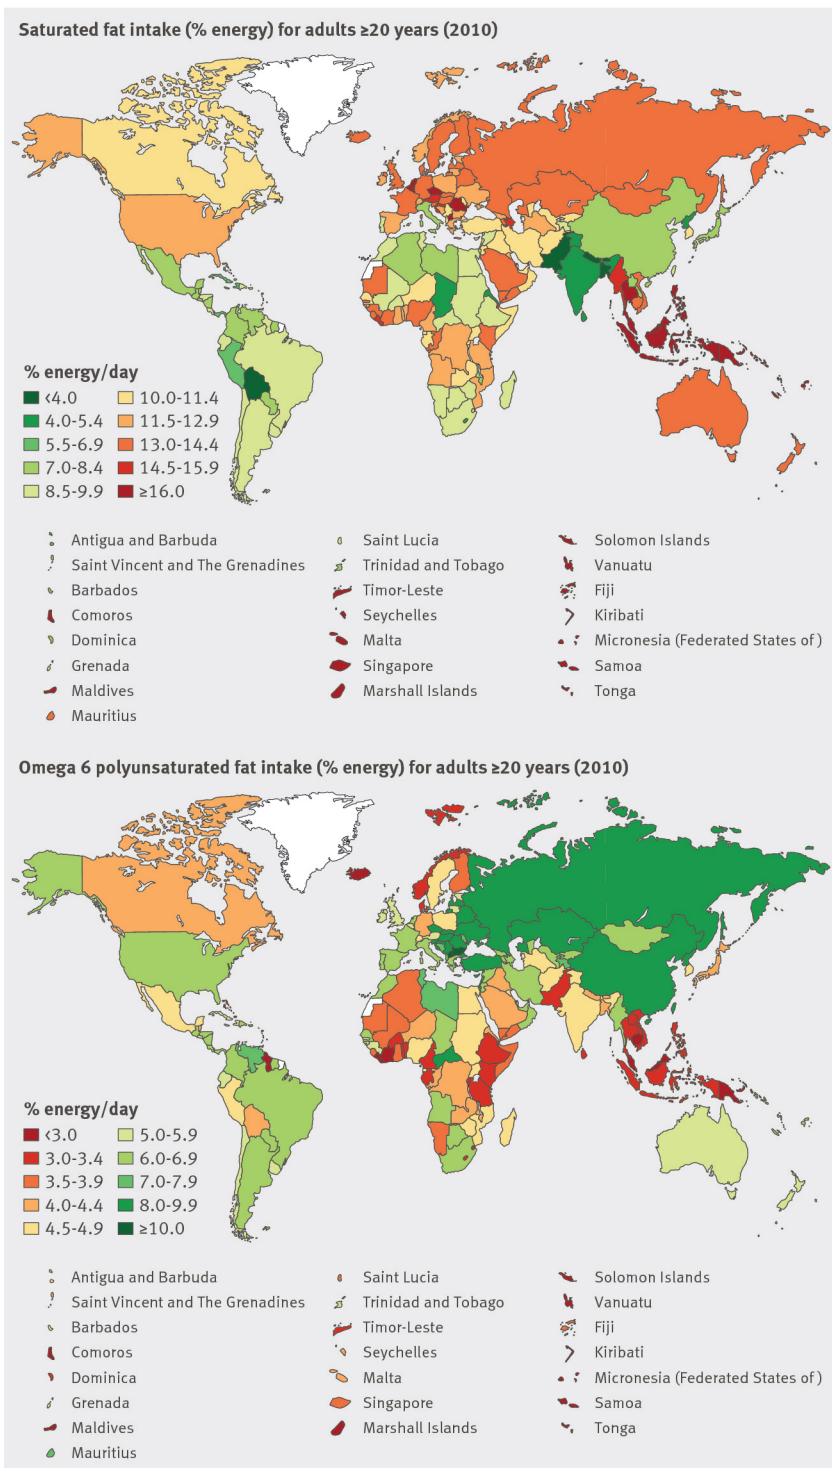 Saturated fat intake (% energy) for adults ≥20 years (2010)
% energy/day
<4.0
10.0-11.4
4.0-5.4
11.5-12.9
5.5-6.9
13.0-14.4
7.0-8.4
14.5-15.9
8.5-9.9
≥16.0
Antigua and Barbuda
Saint Vincent and The Grenadines
Barbados
Comoros
Dominica
Grenada
Maldives
Mauritius
Saint Lucia
Trinidad and Tobago
Timor-Leste
Seychelles
Malta
Singapore
Marshall Islands
Solomon Islands
Vanuatu
Fiji
Kiribati
Micronesia (Federated States of )
Samoa
Tonga
Omega 6 polyunsaturated fat intake (% energy) for adults ≥20 years (2010)
% energy/day
<3.0
5.0-5.9
3.0-3.4
6.0-6.9
3.5-3.9
7.0-7.9
4.0-4.4
8.0-9.9
4.5-4.9
≥10.0
Antigua and Barbuda
Saint Vincent and The Grenadines
Barbados
Comoros
Dominica
Grenada
Maldives
Mauritius
Saint Lucia
Trinidad and Tobago
Timor-Leste
Seychelles
Malta
Singapore
Marshall Islands
Solomon Islands
Vanuatu
Fiji
Kiribati
Micronesia (Federated States of )
Samoa
Tonga